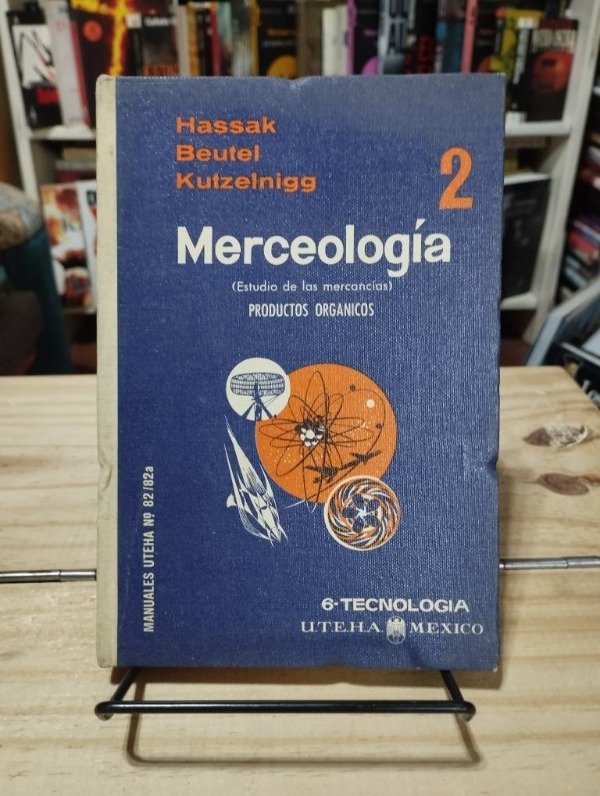 Hassak
Beutel
Kutzelnigg
2
Merceología
(Estudio de las mercancías)
PRODUCTOS ORGANICOS
MANUALES UTEHA Nº 82/82a
6-TECNOLOGIA
U.T.E.H.A. MEXICO